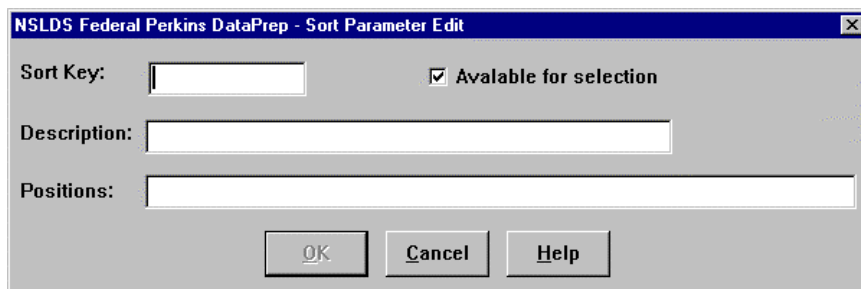 NSLDS Federal Perkins DataPrep - Sort Parameter Edit
Sort Key:
Avalable for selection
Description:
Positions:
OK Cancel Help